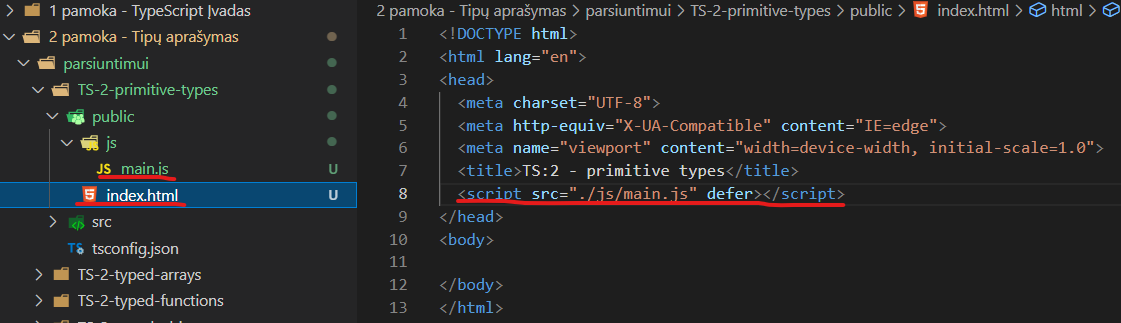 1 pamoka - TypeScript Įvadas
2 pamoka - Tipų aprašymas
parsiuntimui
TS-2-primitive-types
public
js
JS main.js U
index.html U
src
TS tsconfig.json
TS-2-typed-arrays
TS-2-typed-functions
2 pamoka - Tipų aprašymas > parsiuntimui > TS-2-primitive-types > public > index.html > html >
1 <!DOCTYPE html>
2 <html lang="en">
3 <head>
4 <meta charset="UTF-8">
5 <meta http-equiv="X-UA-Compatible" content="IE=edge">
6 <meta name="viewport" content="width=device-width, initial-scale=1.0">
7 <title>TS:2 - primitive types</title>
8 <script src="./js/main.js" defer></script>
9 </head>
10 <body>
11
12 </body>
13 </html>